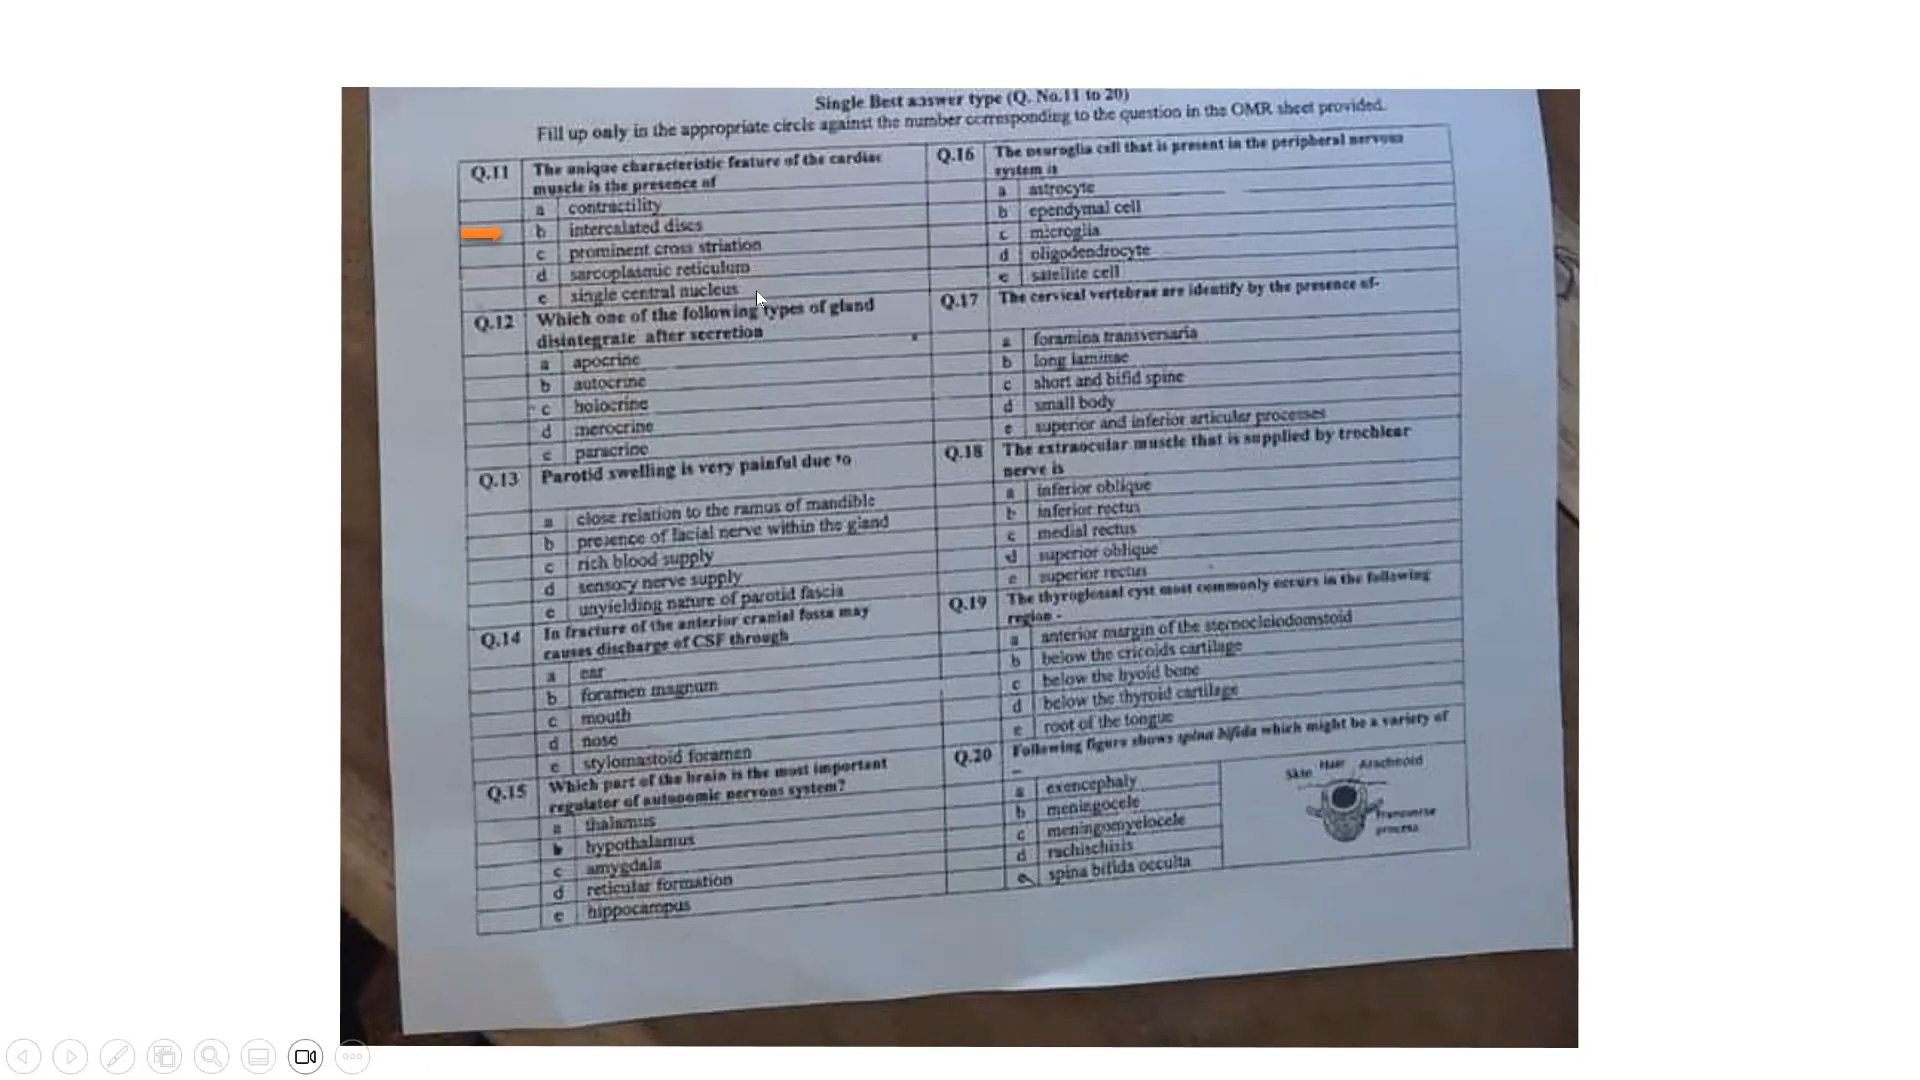 Single Best answer type (Q. No.11 to 20)
Fill up only in the appropriate circle against the number corresponding to the question in the OMR sheet provided.
Q.11 The unique characteristic feature of the cardiac
muscle is the presence of
a contractility
b intercalated discs
c prominent cross striation
d sarcoplasmic reticulum
e single central nucleus
Q.12 Which one of the following types of gland
disintegrate after secretion
a apocrine
b autocrine
c holocrine
d merocrine
e paracrine
Q.13 Parotid swelling is very painful due to
a close relation to the ramus of mandible
b presence of facial nerve within the gland
c rich blood supply
d sensory nerve supply
e unyielding nature of parotid fascia
Q.14 In fracture of the anterior cranial fossa may
causes discharge of CSF through
a ear
b foramen magnum
c mouth
d nose
e stylomastoid foramen
Q.15 Which part of the brain is the most important
regulator of autonomic nervous system?
a thalamus
b hypothalamus
c amygdala
d reticular formation
e hippocampus
Q.16 The neuroglia cell that is present in the peripheral nervous
system is
a astrocyte
b ependymal cell
c microglia
d oligodendrocyte
e satellite cell
Q.17 The cervical vertebrae are identify by the presence of-
a foramina transversaria
b long laminae
c short and bifid spine
d small body
e superior and inferior articular processes
Q.18 The extraocular muscle that is supplied by trochlear
nerve is
a inferior oblique
b inferior rectus
c medial rectus
d superior oblique
e superior rectus
Q.19 The thyroglossal cyst most commonly occurs in the following
region -
a anterior margin of the sternocleiodomstoid
b below the cricoids cartilage
c below the hyoid bone
d below the thyroid cartilage
e root of the tongue
Q.20 Following figure shows spina bifida which might be a variety of
–
a exencephaly
b meningocele
c meningomyelocele
d rachischisis
e spina bifida occulta
Skin Hair Arachnoid
Transverse
process